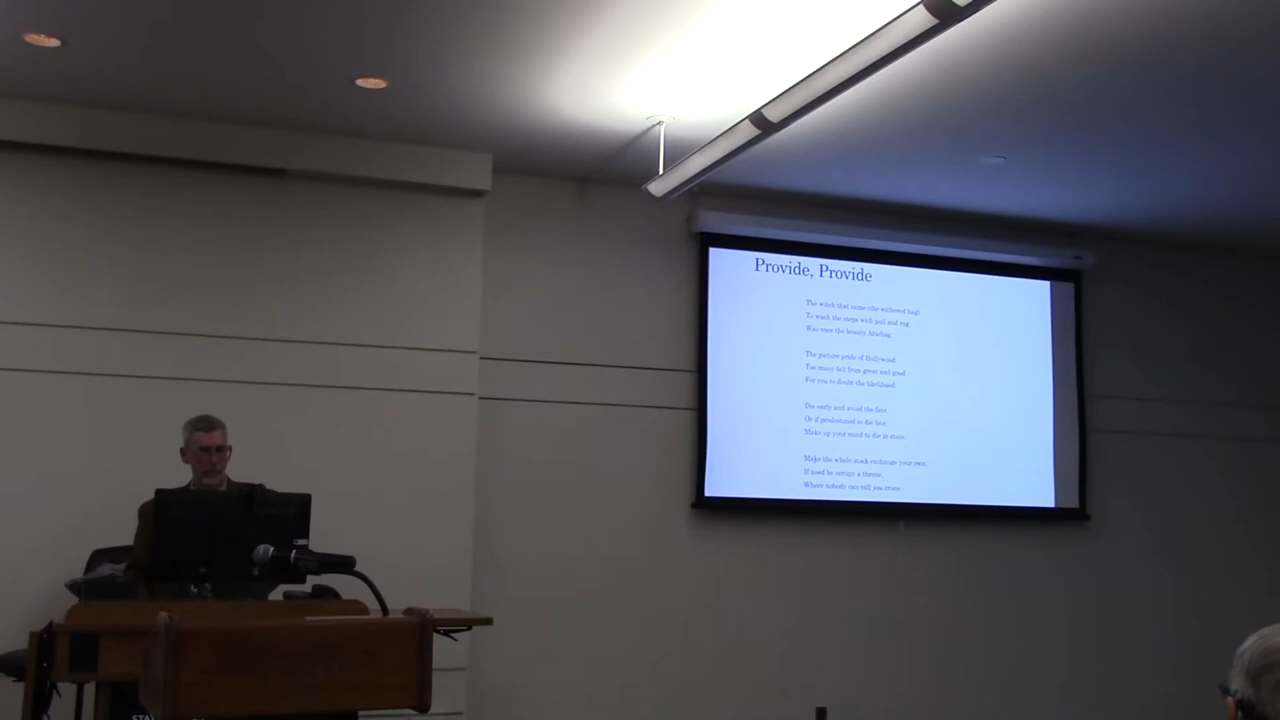 Provide, Provide
The witch that came (the withered hag)
To wash the steps with pail and rag,
Was once the beauty Abishag,
The picture pride of Hollywood
Too many fall from great and good
For you to doubt the likelihood.
Die early and avoid the fate.
Or if predestined to die late,
Make up your mind to die in state.
Make the whole stock exchange your own.
If need be occupy a throne,
Where nobody can call you crone.
STA